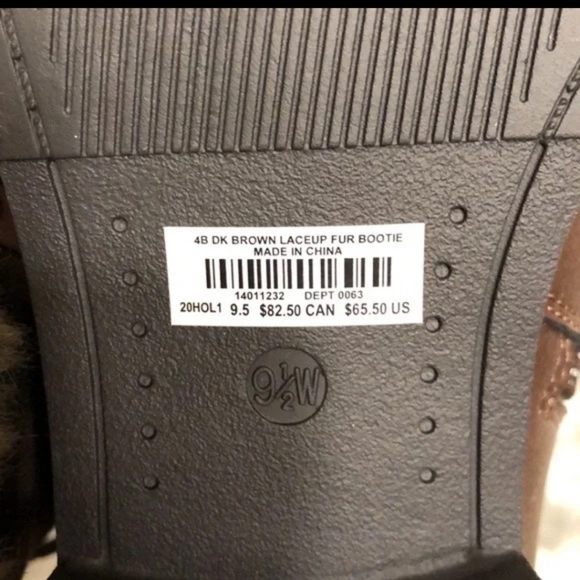 4B DK BROWN LACEUP FUR BOOTIE
MADE IN CHINA
14011232 DEPT 0063
20HOL1 9.5 $82.50 CAN $65.50 US
9½W